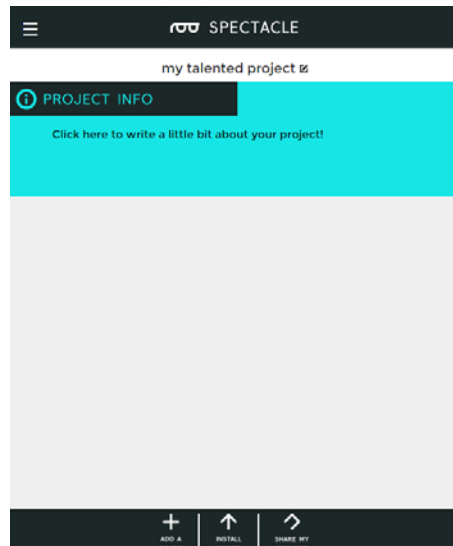 SPECTACLE
my talented project
PROJECT INFO
Click here to write a little bit about your project!
ADD A
INSTALL
SHARE MY